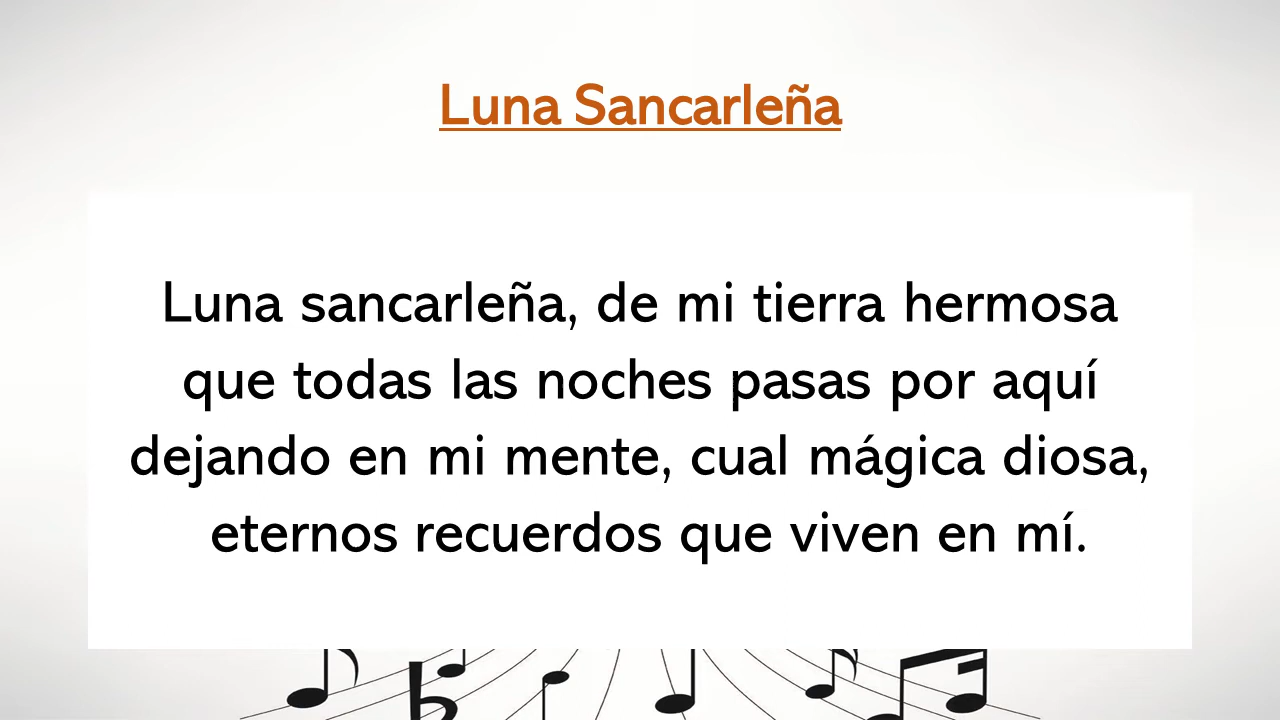 Luna Sancarleña
Luna sancarleña, de mi tierra hermosa
que todas las noches pasas por aquí
dejando en mi mente, cual mágica diosa,
eternos recuerdos que viven en mí.